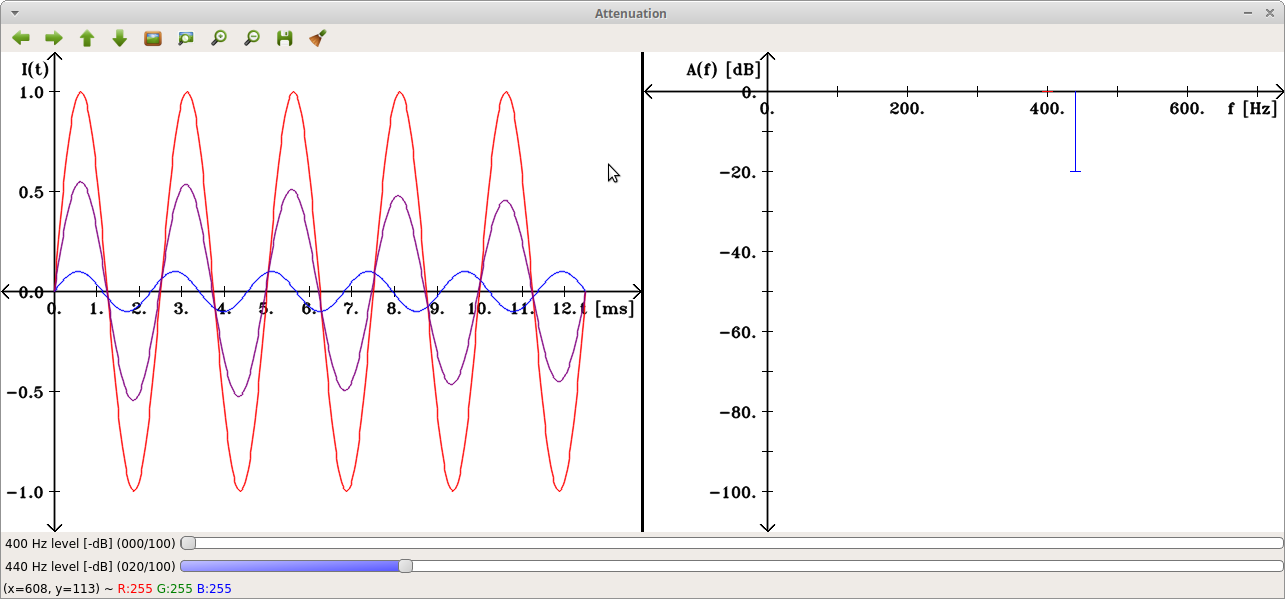 Attenuation
I(t)
1.0
0.5
0.0
−0.5
−1.0
0. 1. 2. 3. 4. 5. 6. 7. 8. 9. 10. 11. 12. t [ms]
A(f) [dB]
0.
0. 200. 400. 600. f [Hz]
−20.
−40.
−60.
−80.
−100.
400 Hz level [-dB] (000/100)
440 Hz level [-dB] (020/100)
(x=608, y=113) ~ R:255 G:255 B:255